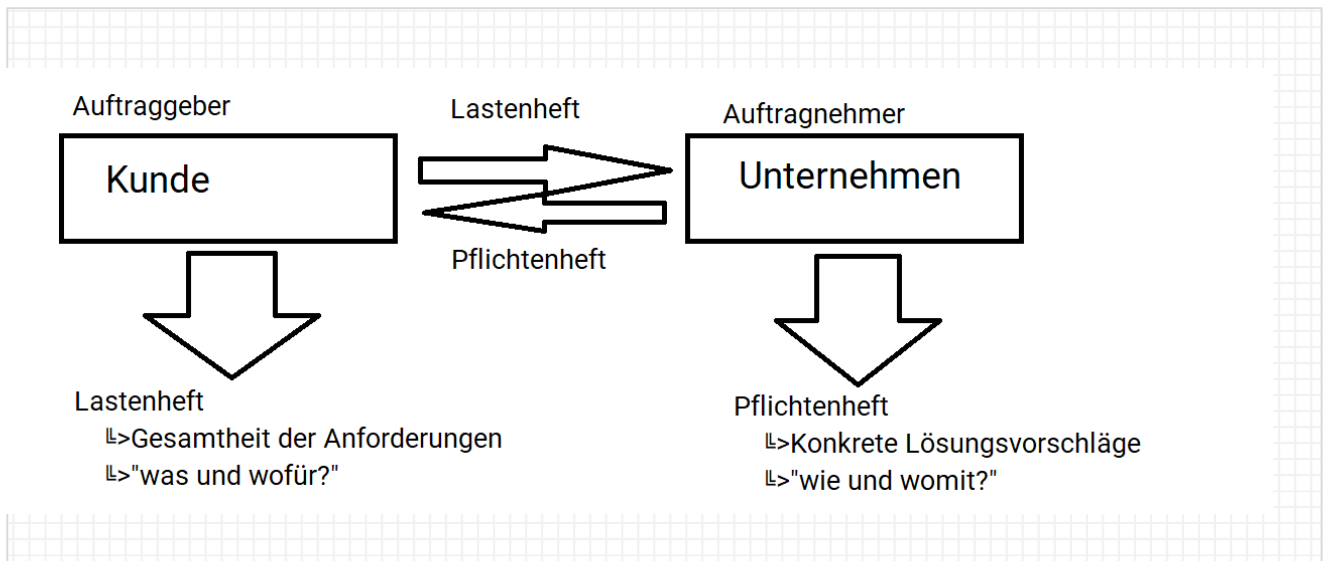 Auftraggeber
Lastenheft
Auftragnehmer
Kunde
Unternehmen
Pflichtenheft
Lastenheft
╚>Gesamtheit der Anforderungen
╚>"was und wofür?"
Pflichtenheft
╚>Konkrete Lösungsvorschläge
╚>"wie und womit?"